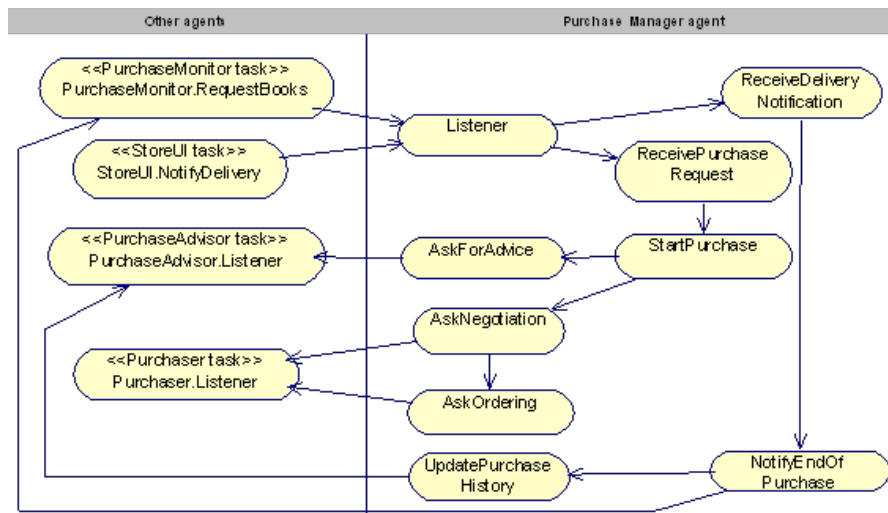 Other agents
Purchase Manager agent
<<PurchaseMonitor task>>
PurchaseMonitor.RequestBooks
ReceiveDelivery
Notification
Listener
<<StoreUI task>>
StoreUI.NotifyDelivery
ReceivePurchase
Request
<<PurchaseAdvisor task>>
PurchaseAdvisor.Listener
AskForAdvice
StartPurchase
AskNegotiation
<<Purchaser task>>
Purchaser.Listener
AskOrdering
UpdatePurchase
History
NotifyEndOf
Purchase